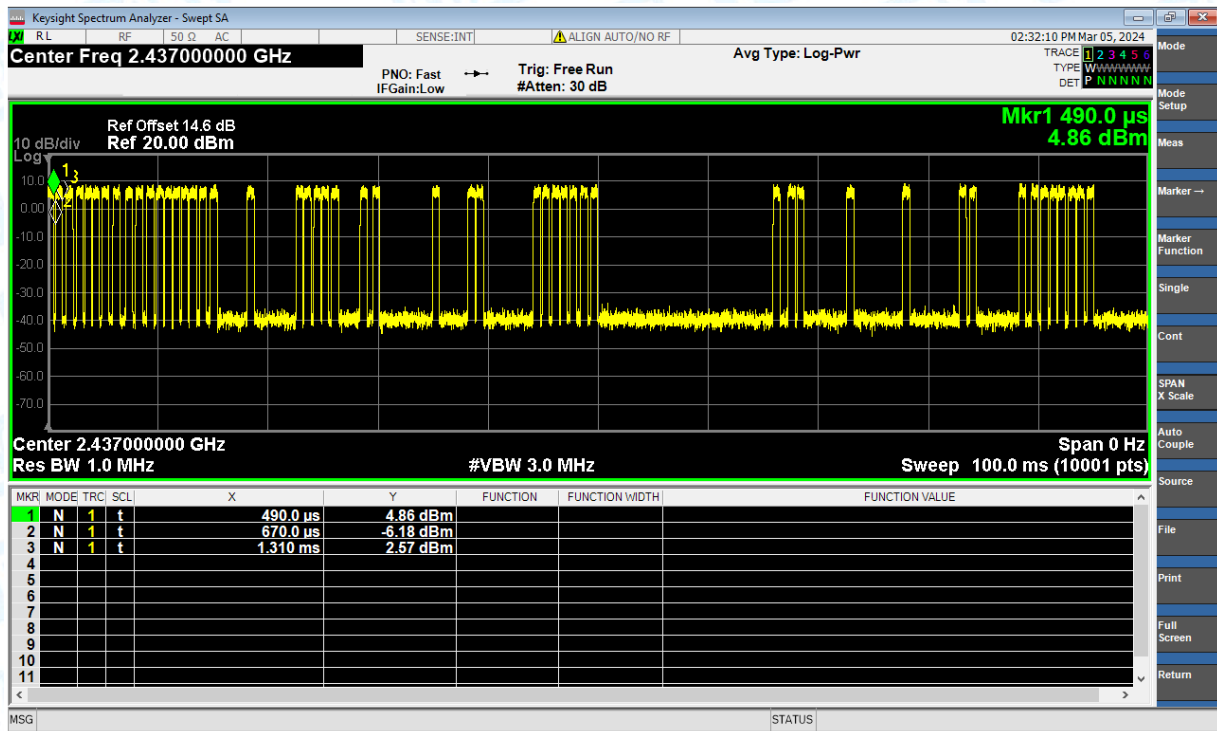 Keysight Spectrum Analyzer - Swept SA
LXI RL RF 50 Ω AC SENSE:INT ALIGN AUTO/NO RF 02:32:10 PM Mar 05, 2024
Center Freq 2.437000000 GHz
Avg Type: Log-Pwr
TRACE 1 2 3 4 5 6
TYPE WWWWWW
DET P N N N N N
PNO: Fast
IFGain:Low
Trig: Free Run
#Atten: 30 dB
Mkr1 490.0 µs
4.86 dBm
Ref Offset 14.6 dB
10 dB/div Ref 20.00 dBm
Log
10.0
0.00
-10.0
-20.0
-30.0
-40.0
-50.0
-60.0
-70.0
1
3
2
Center 2.437000000 GHz Span 0 Hz
Res BW 1.0 MHz #VBW 3.0 MHz Sweep 100.0 ms (10001 pts)
MKR MODE TRC SCL X Y FUNCTION FUNCTION WIDTH FUNCTION VALUE
1 N 1 t 490.0 µs 4.86 dBm
2 N 1 t 670.0 µs -6.18 dBm
3 N 1 t 1.310 ms 2.57 dBm
4
5
6
7
8
9
10
11
MSG STATUS
Mode
Mode
Setup
Meas
Marker →
Marker
Function
Single
Cont
SPAN
X Scale
Auto
Couple
Source
File
Print
Full
Screen
Return